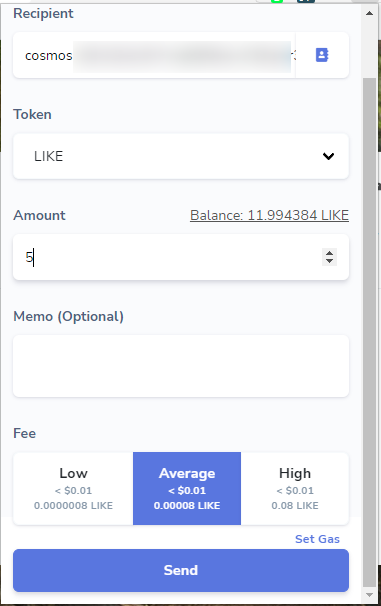 Recipient
cosmos
Token
LIKE
Amount
Balance: 11.994384 LIKE
5
Memo (Optional)
Fee
Low
< $0.01
0.0000008 LIKE
Average
< $0.01
0.00008 LIKE
High
< $0.01
0.08 LIKE
Set Gas
Send